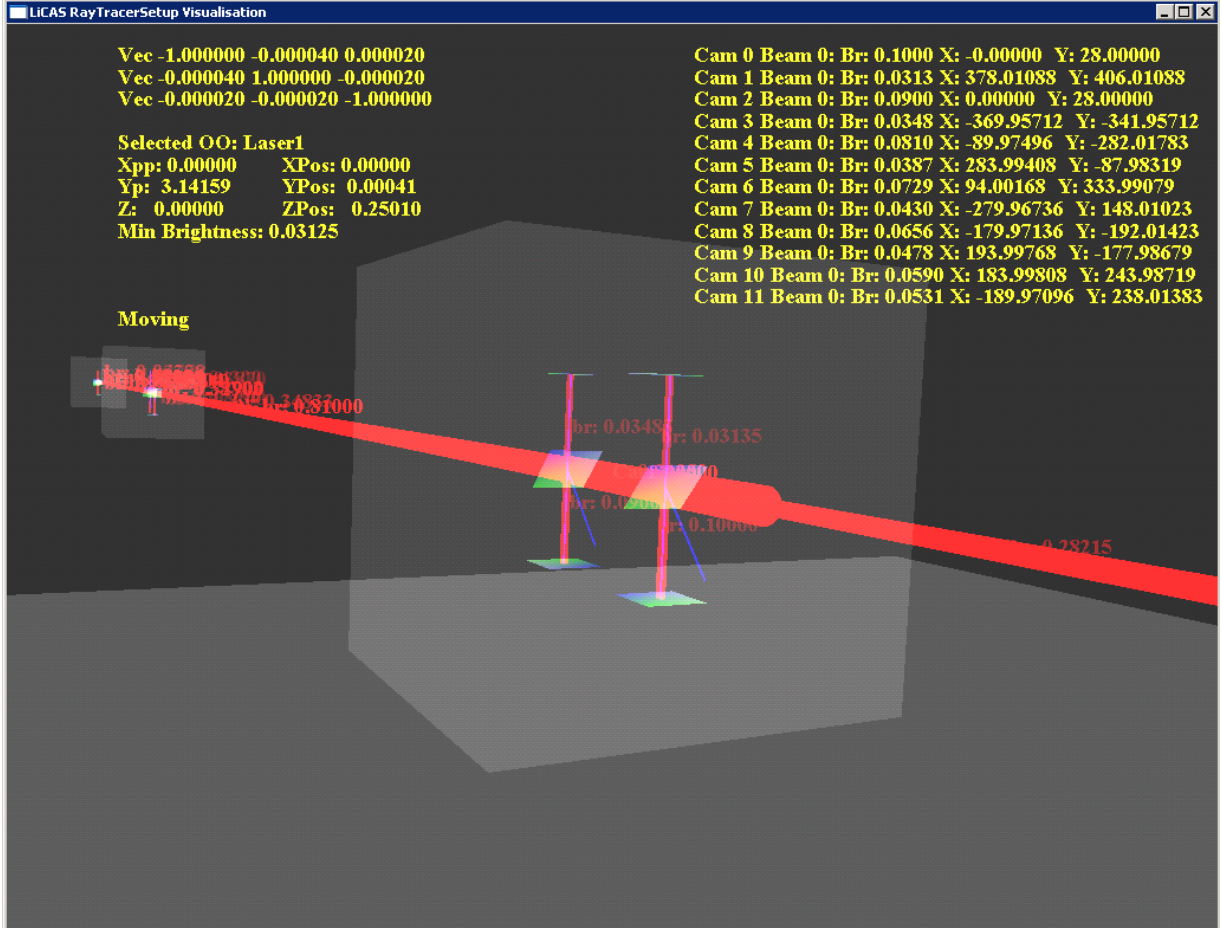 LiCAS RayTracerSetup Visualisation
Vec -1.000000 -0.000040 0.000020
Vec -0.000040 1.000000 -0.000020
Vec -0.000020 -0.000020 -1.000000
Selected OO: Laser1
Xpp: 0.00000 XPos: 0.00000
Yp: 3.14159 YPos: 0.00041
Z: 0.00000 ZPos: 0.25010
Min Brightness: 0.03125
Moving
Cam 0 Beam 0: Br: 0.1000 X: -0.00000 Y: 28.00000
Cam 1 Beam 0: Br: 0.0313 X: 378.01088 Y: 406.01088
Cam 2 Beam 0: Br: 0.0900 X: 0.00000 Y: 28.00000
Cam 3 Beam 0: Br: 0.0348 X: -369.95712 Y: -341.95712
Cam 4 Beam 0: Br: 0.0810 X: -89.97496 Y: -282.01783
Cam 5 Beam 0: Br: 0.0387 X: 283.99408 Y: -87.98319
Cam 6 Beam 0: Br: 0.0729 X: 94.00168 Y: 333.99079
Cam 7 Beam 0: Br: 0.0430 X: -279.96736 Y: 148.01023
Cam 8 Beam 0: Br: 0.0656 X: -179.97136 Y: -192.01423
Cam 9 Beam 0: Br: 0.0478 X: 193.99768 Y: -177.98679
Cam 10 Beam 0: Br: 0.0590 X: 183.99808 Y: 243.98719
Cam 11 Beam 0: Br: 0.0531 X: -189.97096 Y: 238.01383
br: 0.81000
br: 0.0348
r: 0.03135
r: 0.10000
0.28215